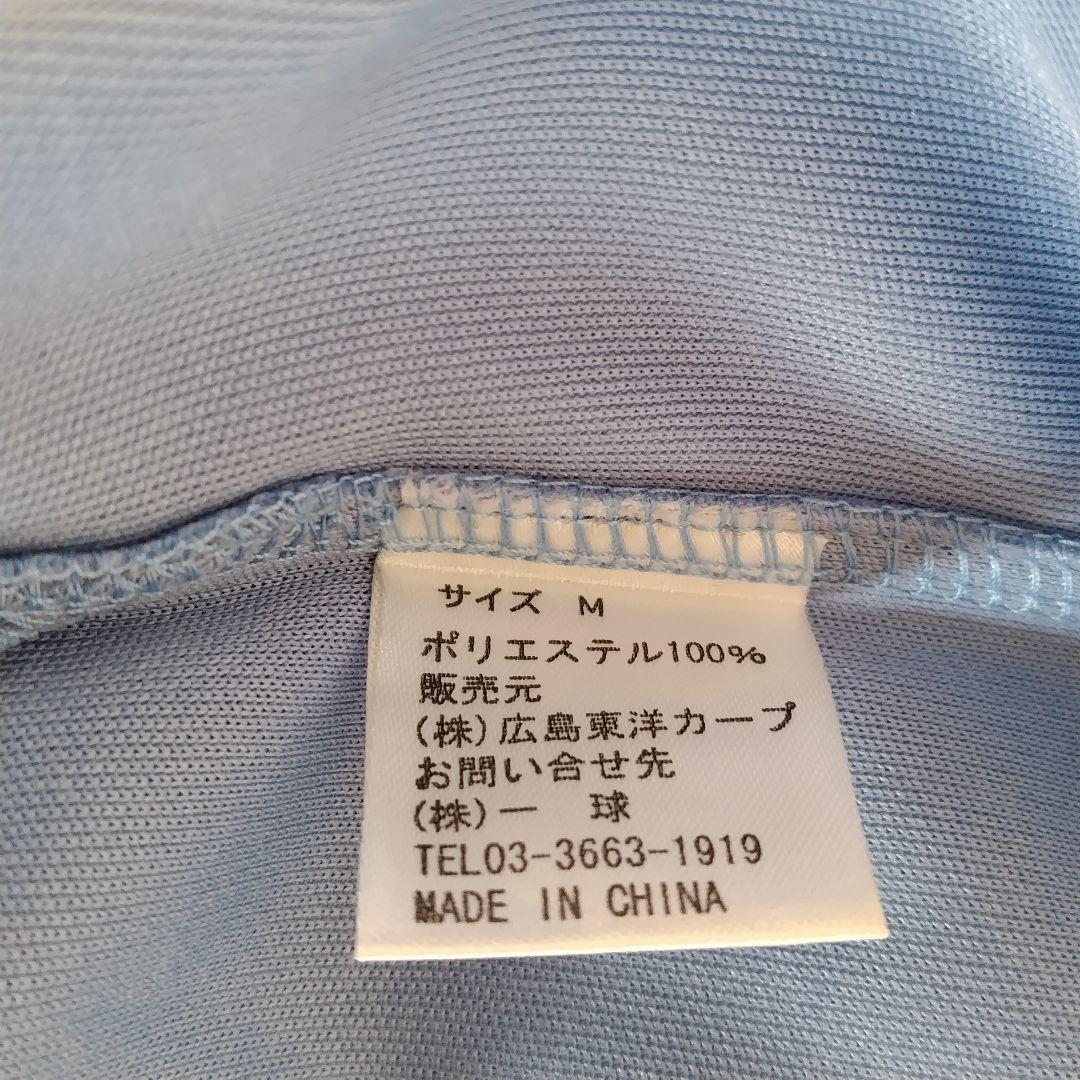 サイズ M
ポリエステル100%
販売元
(株)広島東洋カープ
お問い合せ先
(株)一 球
TEL03-3663-1919
MADE IN CHINA